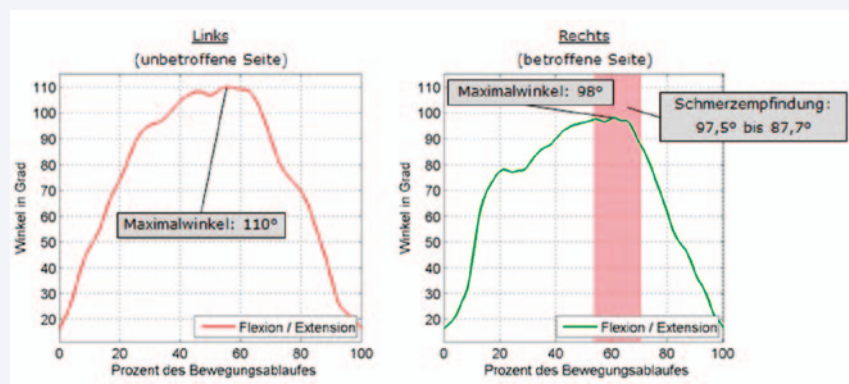 Links
(unbetroffene Seite)
110
100
90
80
70
60
50
40
30
20
Winkel in Grad
Maximalwinkel: 110°
Flexion / Extension
0 20 40 60 80 100
Prozent des Bewegungsablaufes
Rechts
(betroffene Seite)
110
100
90
80
70
60
50
40
30
20
Winkel in Grad
Maximalwinkel: 98°
Schmerzempfindung:
97,5° bis 87,7°
Flexion / Extension
0 20 40 60 80 100
Prozent des Bewegungsablaufes